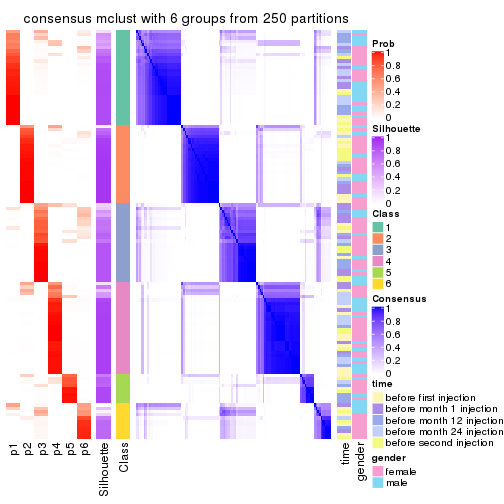 consensus mclust with 6 groups from 250 partitions
Prob
1
0.8
0.6
0.4
0.2
0
Silhouette
1
0.8
0.6
0.4
0.2
0
Class
1
2
3
4
5
6
Consensus
1
0.8
0.6
0.4
0.2
0
time
before first injection
before month 1 injection
before month 12 injection
before month 24 injection
before second injection
gender
female
male
p1
p2
p3
p4
p5
p6
Silhouette
Class
time
gender